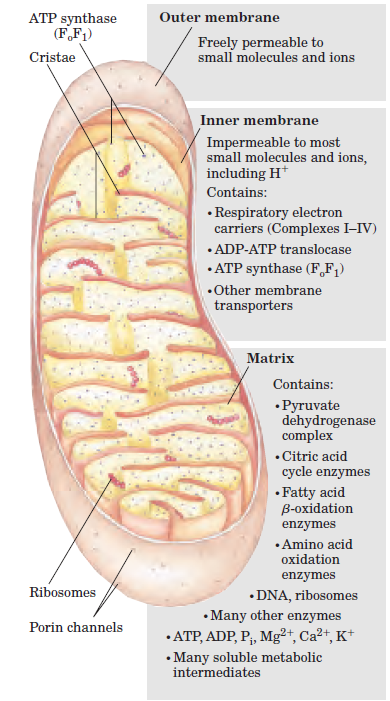 ATP synthase
(FₒF₁)
Cristae
Outer membrane
Freely permeable to
small molecules and ions
Inner membrane
Impermeable to most
small molecules and ions,
including H⁺
Contains:
• Respiratory electron
carriers (Complexes I–IV)
• ADP-ATP translocase
• ATP synthase (FₒF₁)
• Other membrane
transporters
Matrix
Contains:
• Pyruvate
dehydrogenase
complex
• Citric acid
cycle enzymes
• Fatty acid
β-oxidation
enzymes
• Amino acid
oxidation
enzymes
• DNA, ribosomes
• Many other enzymes
• ATP, ADP, Pᵢ, Mg²⁺, Ca²⁺, K⁺
• Many soluble metabolic
intermediates
Ribosomes
Porin channels